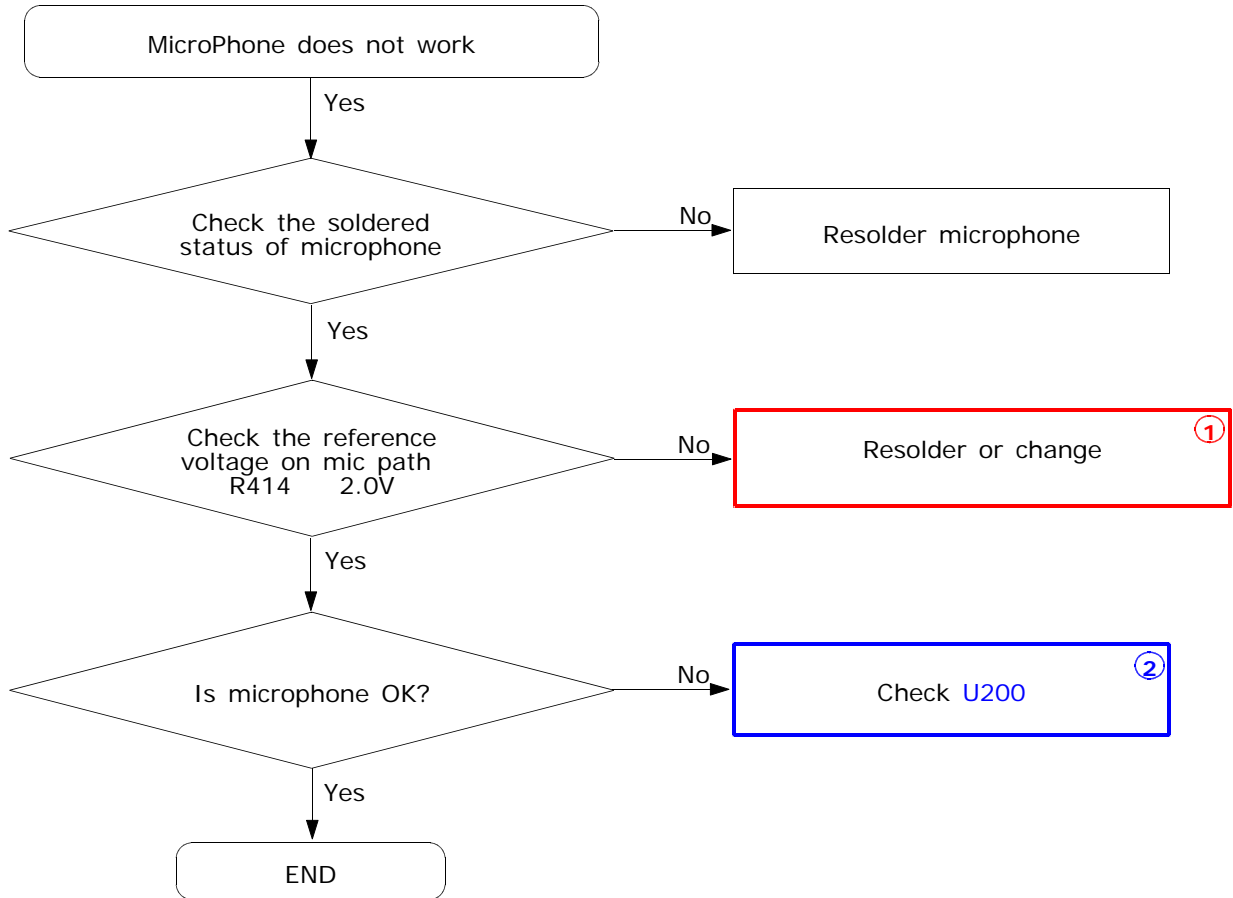 MicroPhone does not work
Yes
Check the soldered
status of microphone
No
Resolder microphone
Yes
Check the reference
voltage on mic path
R414 2.0V
No
Resolder or change
1
Yes
Is microphone OK?
No
Check U200
2
Yes
END